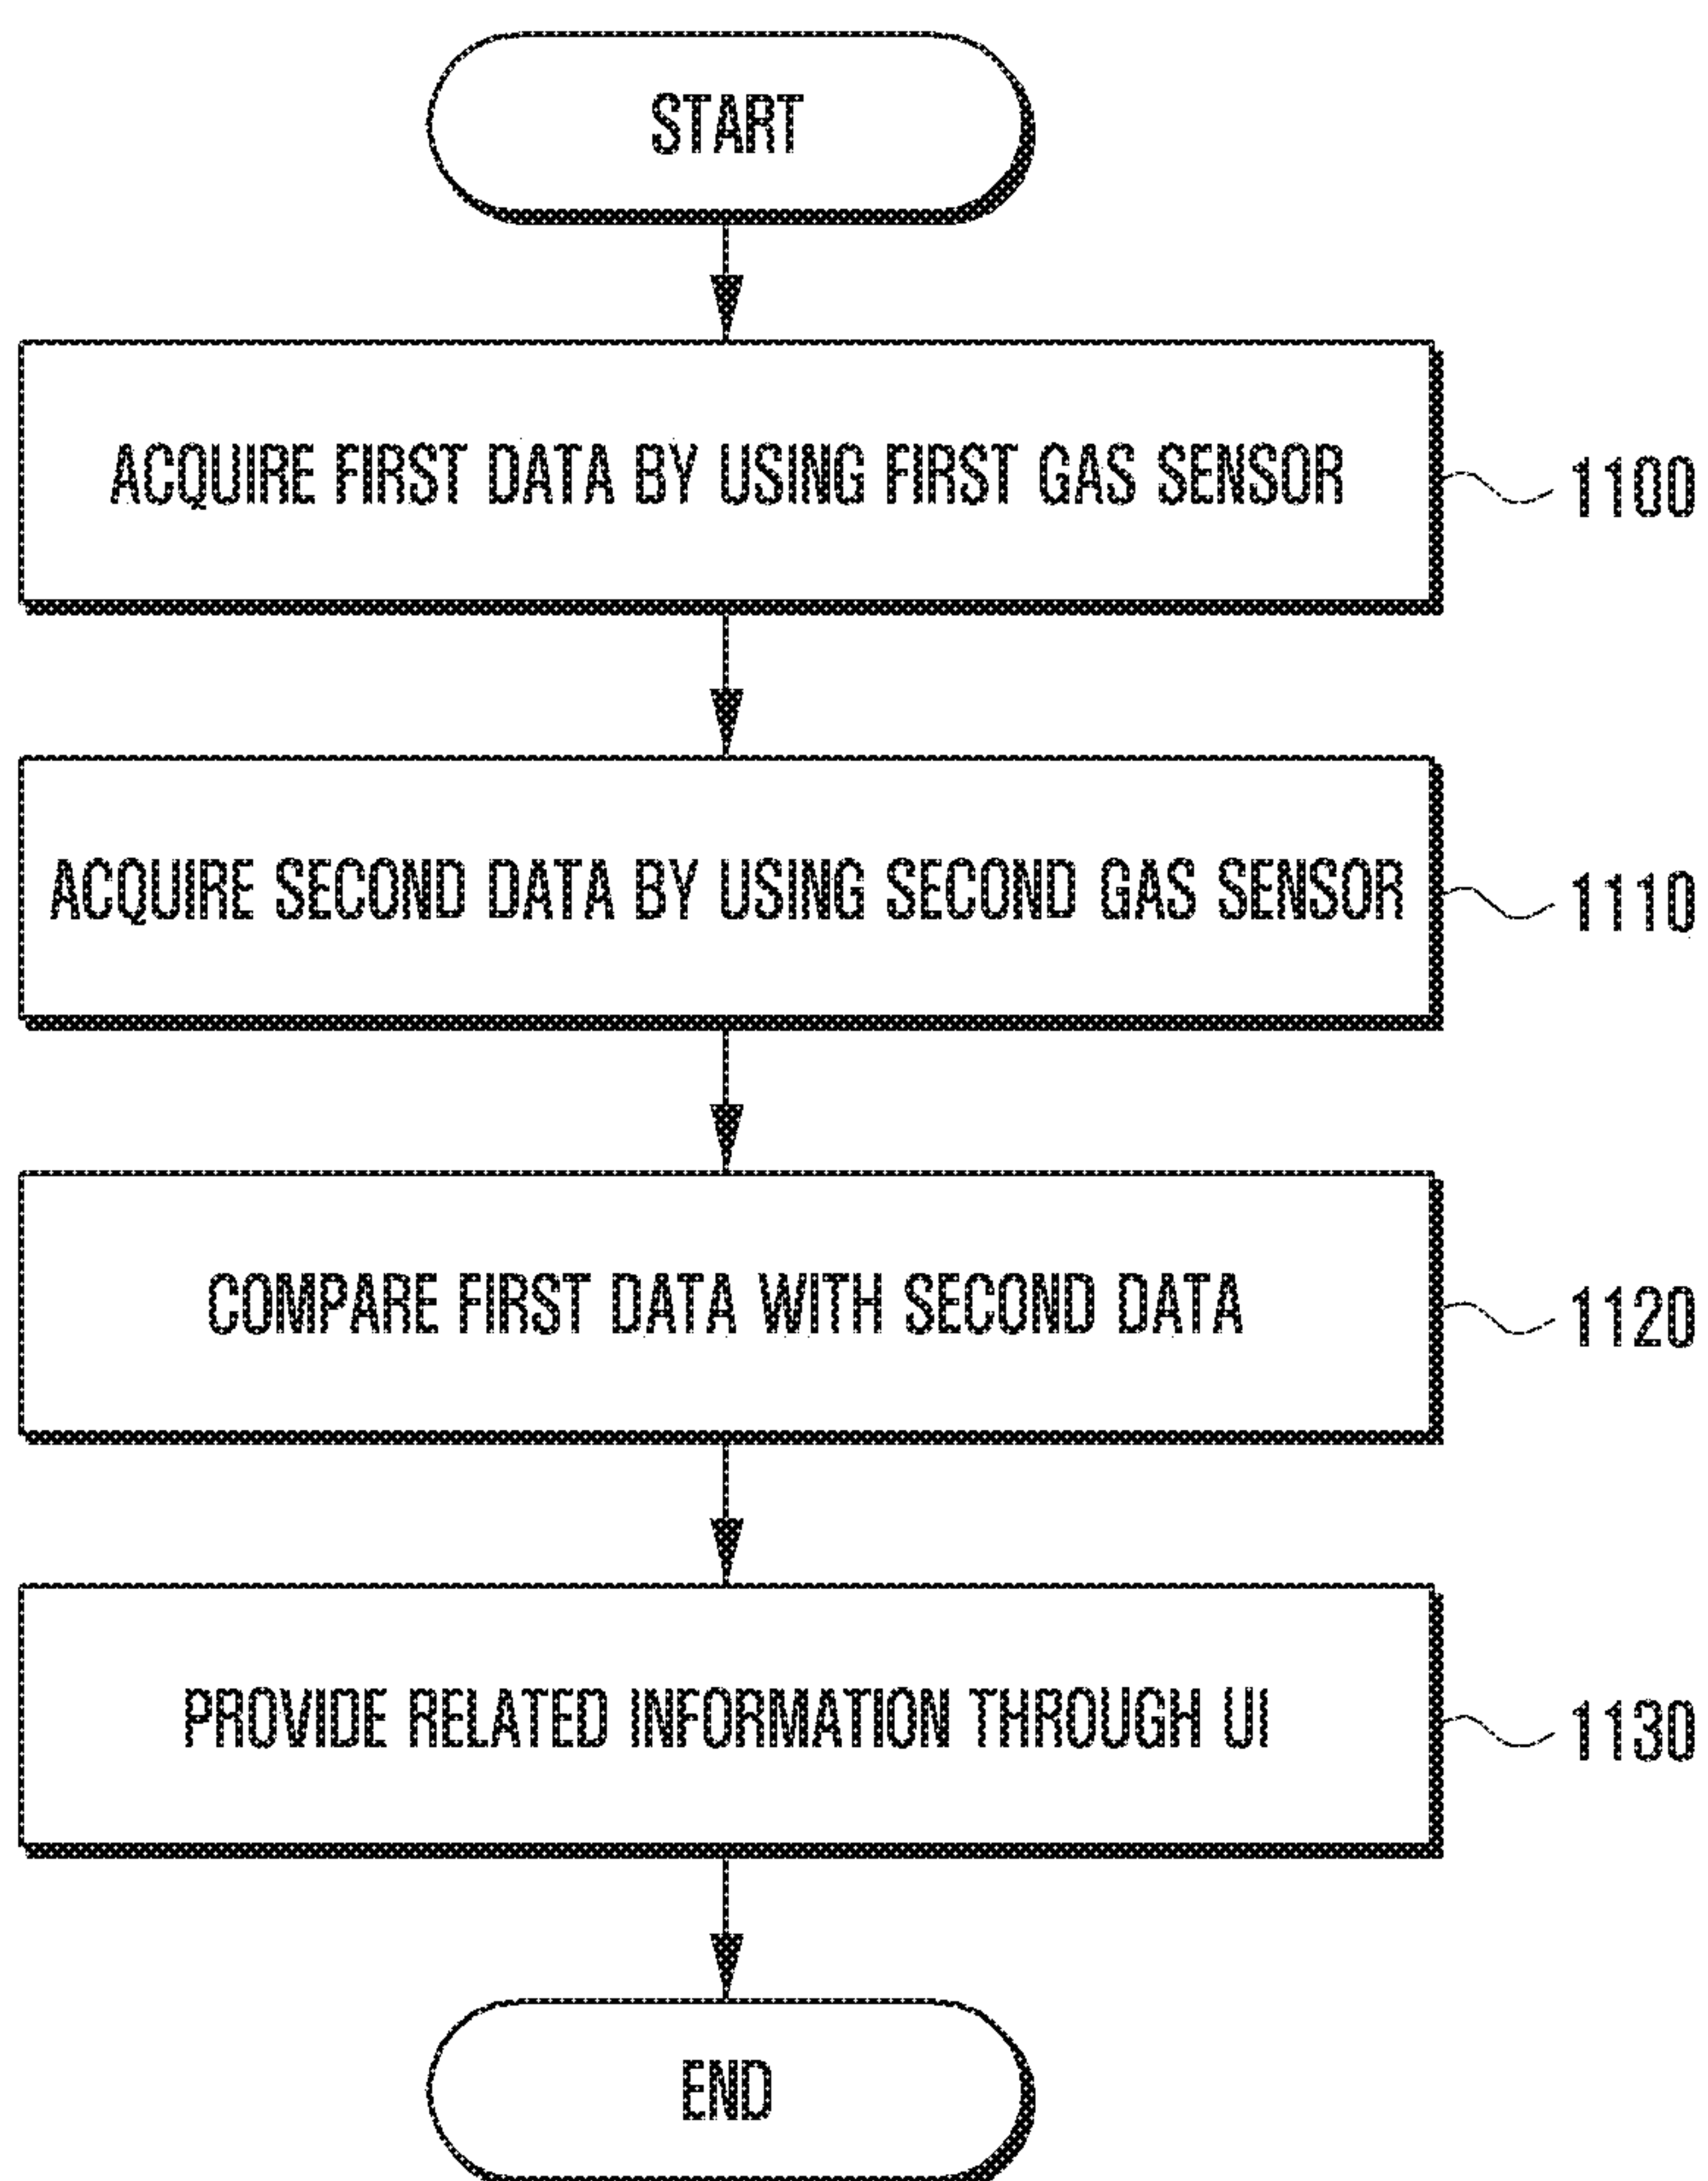 START
ACQUIRE FIRST DATA BY USING FIRST GAS SENSOR
1100
ACQUIRE SECOND DATA BY USING SECOND GAS SENSOR
1110
COMPARE FIRST DATA WITH SECOND DATA
1120
PROVIDE RELATED INFORMATION THROUGH UI
1130
END